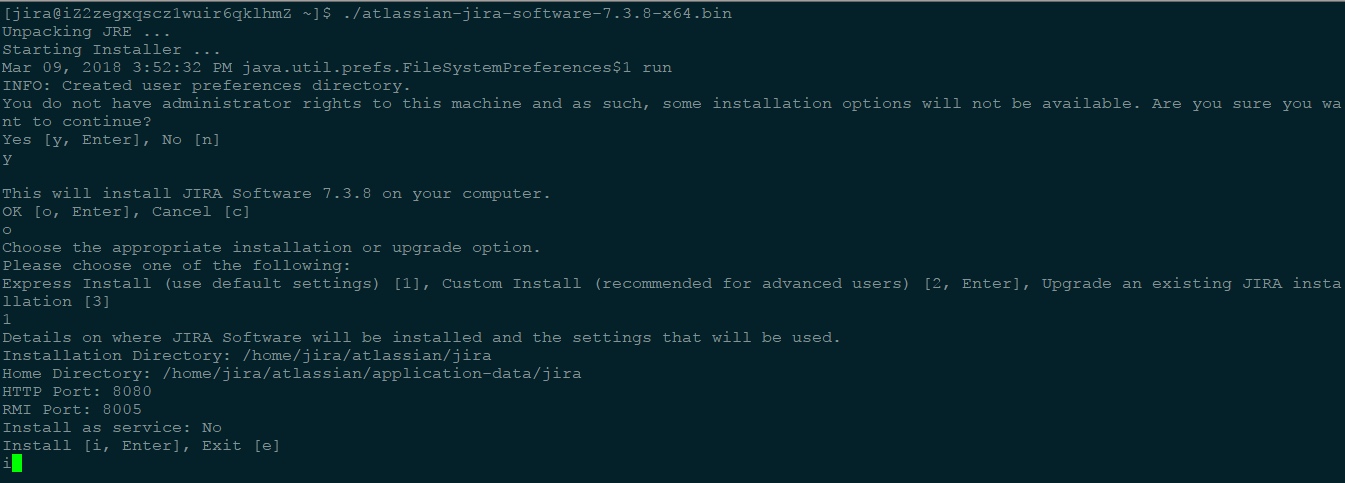 [jira@iZ2zegxqscz1wuir6qklhmZ ~]$ ./atlassian-jira-software-7.3.8-x64.bin
Unpacking JRE ...
Starting Installer ...
Mar 09, 2018 3:52:32 PM java.util.prefs.FileSystemPreferences$1 run
INFO: Created user preferences directory.
You do not have administrator rights to this machine and as such, some installation options will not be available. Are you sure you wa
nt to continue?
Yes [y, Enter], No [n]
y
This will install JIRA Software 7.3.8 on your computer.
OK [o, Enter], Cancel [c]
o
Choose the appropriate installation or upgrade option.
Please choose one of the following:
Express Install (use default settings) [1], Custom Install (recommended for advanced users) [2, Enter], Upgrade an existing JIRA insta
llation [3]
1
Details on where JIRA Software will be installed and the settings that will be used.
Installation Directory: /home/jira/atlassian/jira
Home Directory: /home/jira/atlassian/application-data/jira
HTTP Port: 8080
RMI Port: 8005
Install as service: No
Install [i, Enter], Exit [e]
i